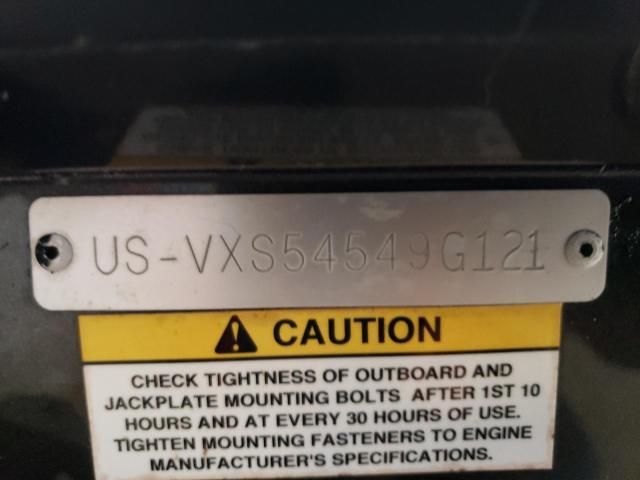 US-VXS54549G121
CAUTION
CHECK TIGHTNESS OF OUTBOARD AND
JACKPLATE MOUNTING BOLTS AFTER 1ST 10
HOURS AND AT EVERY 30 HOURS OF USE.
TIGHTEN MOUNTING FASTENERS TO ENGINE
MANUFACTURER'S SPECIFICATIONS.